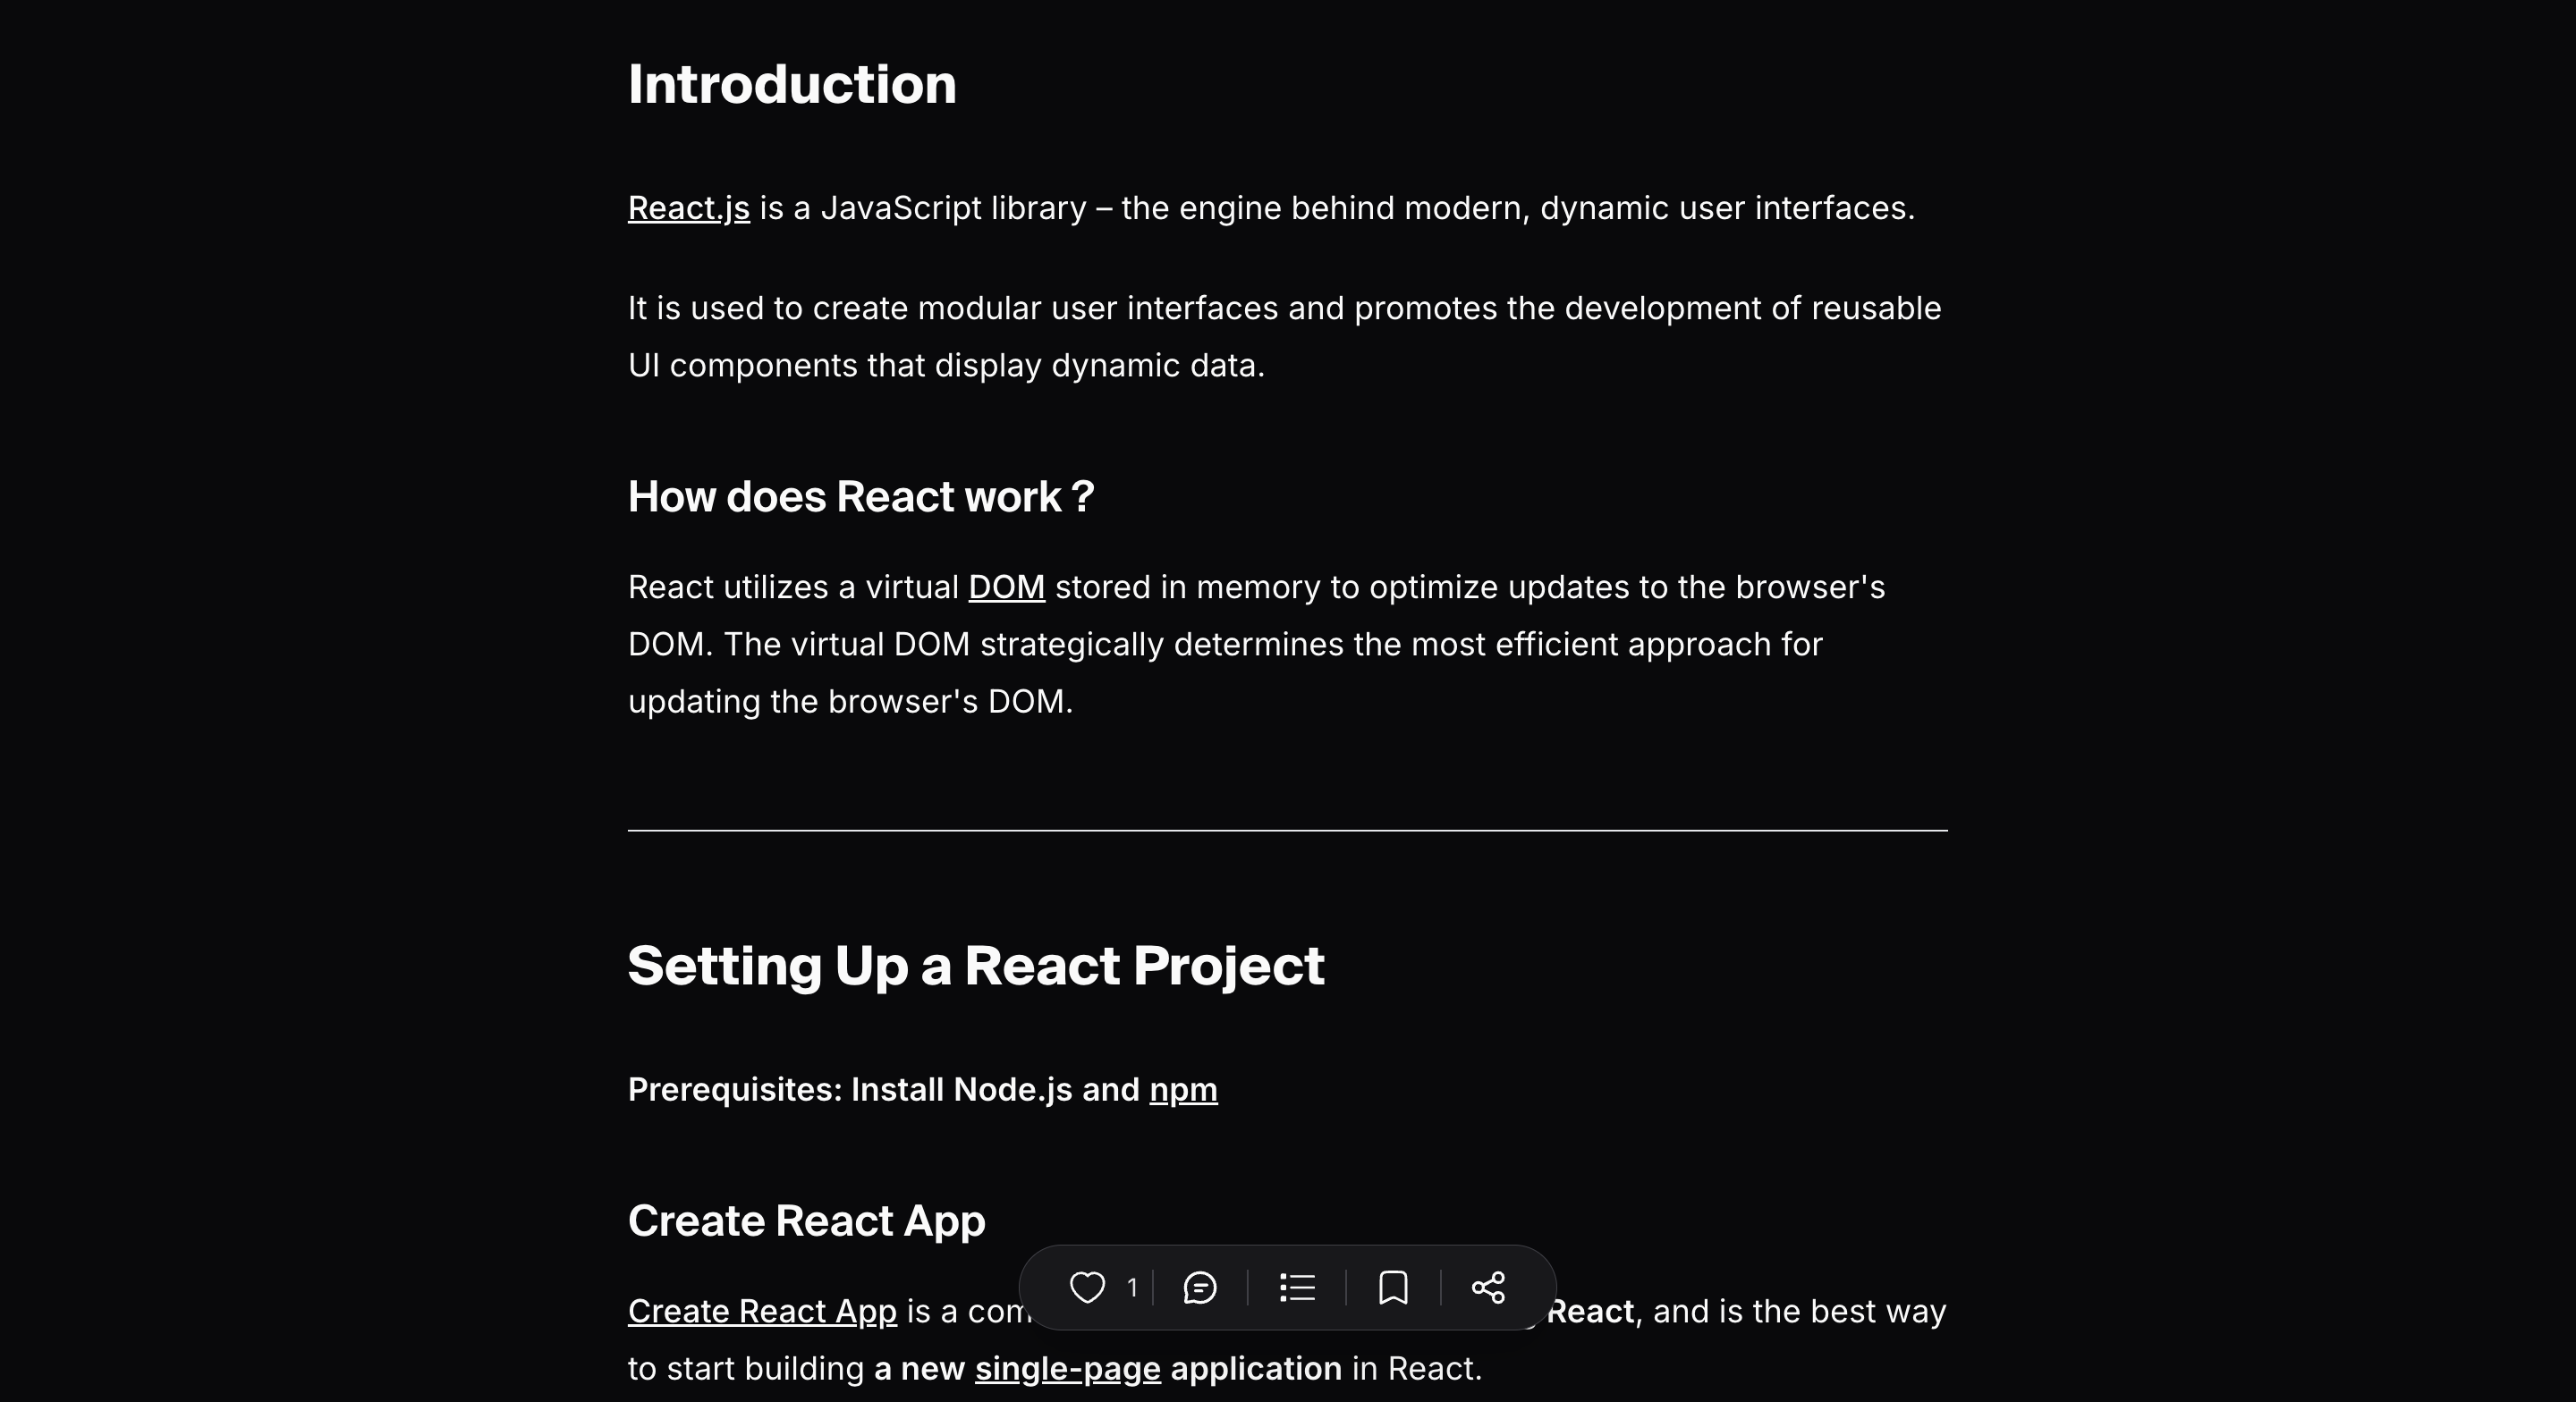 Introduction
React.js is a JavaScript library – the engine behind modern, dynamic user interfaces.
It is used to create modular user interfaces and promotes the development of reusable
UI components that display dynamic data.
How does React work ?
React utilizes a virtual DOM stored in memory to optimize updates to the browser's
DOM. The virtual DOM strategically determines the most efficient approach for
updating the browser's DOM.
Setting Up a React Project
Prerequisites: Install Node.js and npm
Create React App
Create React App is a React, and is the best way
1
to start building a new single-page application in React.